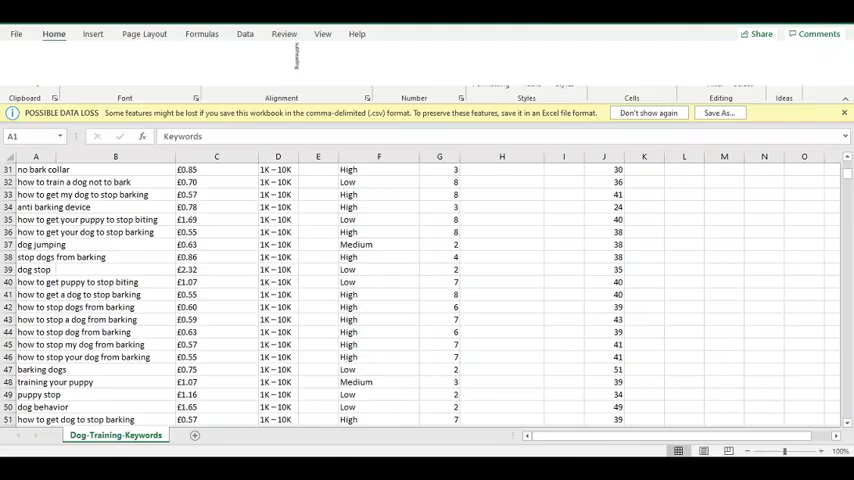 File Home Insert Page Layout Formulas Data Review View Help Share Comments
Clipboard Font Alignment Number Styles Cells Editing Ideas
POSSIBLE DATA LOSS Some features might be lost if you save this workbook in the comma-delimited (.csv) format. To preserve these features, save it in an Excel file format. Don't show again Save As...
A1 fx Keywords
A B C D E F G H I J K L M N O
31 no bark collar £0.85 1K – 10K High 3 30
32 how to train a dog not to bark £0.70 1K – 10K Low 8 36
33 how to get my dog to stop barking £0.57 1K – 10K High 8 41
34 anti barking device £0.78 1K – 10K High 3 24
35 how to get your puppy to stop biting £1.69 1K – 10K Low 8 40
36 how to get your dog to stop barking £0.55 1K – 10K High 8 38
37 dog jumping £0.63 1K – 10K Medium 2 38
38 stop dogs from barking £0.86 1K – 10K High 4 38
39 dog stop £2.32 1K – 10K Low 2 35
40 how to get puppy to stop biting £1.07 1K – 10K Low 7 40
41 how to get a dog to stop barking £0.55 1K – 10K High 8 40
42 how to stop dogs from barking £0.60 1K – 10K High 6 39
43 how to stop a dog from barking £0.59 1K – 10K High 7 43
44 how to stop dog from barking £0.63 1K – 10K High 6 39
45 how to stop my dog from barking £0.57 1K – 10K High 7 41
46 how to stop your dog from barking £0.55 1K – 10K High 7 41
47 barking dogs £0.75 1K – 10K Low 2 51
48 training your puppy £1.07 1K – 10K Medium 3 39
49 puppy stop £1.16 1K – 10K Low 2 34
50 dog behavior £1.65 1K – 10K Low 2 49
51 how to get dog to stop barking £0.57 1K – 10K High 7 39
Dog-Training-Keywords
100%